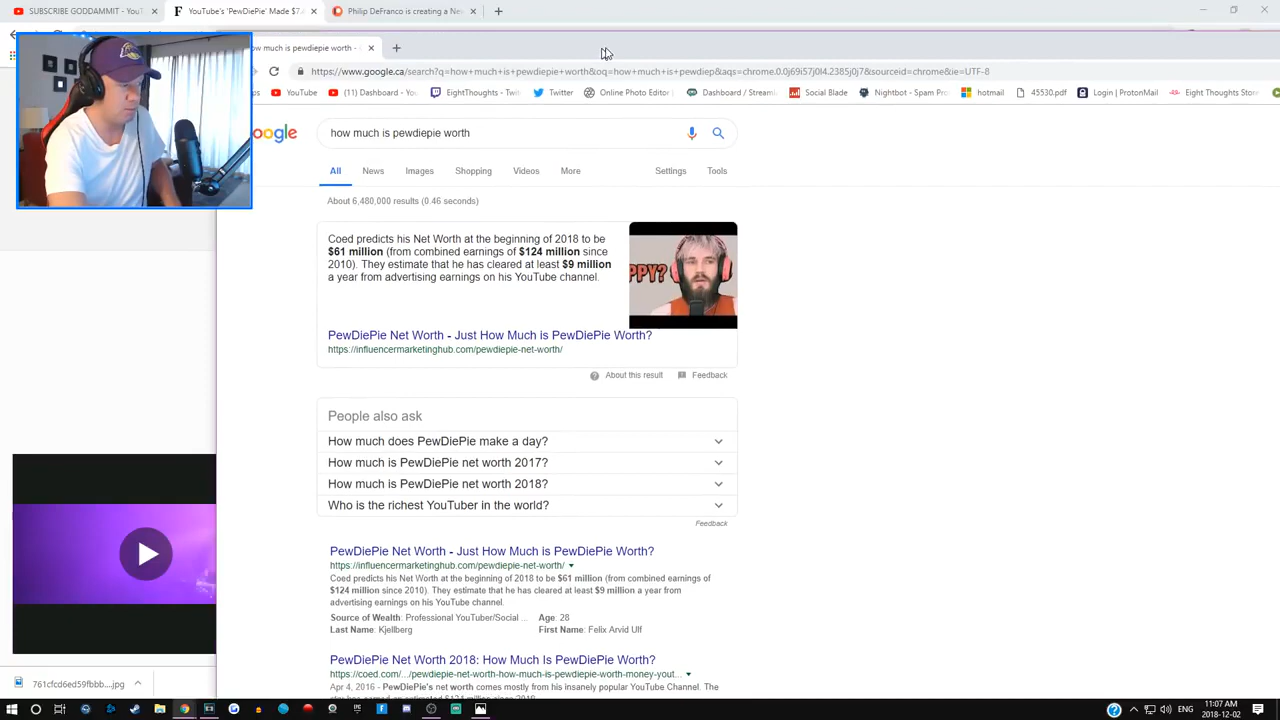 SUBSCRIBE GODDAMMIT - YouT
YouTube's 'PewDiePie' Made $7.
Philip DeFranco is creating a Ne
ow much is pewdiepie worth -
https://www.google.ca/search?q=how+much+is+pewdiepie+worth&oq=how+much+is+pewdiep&aqs=chrome.0.0j69i57j0l4.2385j0j7&sourceid=chrome&ie=UTF-8
ps YouTube (11) Dashboard - You EightThoughts - Twit Twitter Online Photo Editor | Dashboard / Streamla Social Blade Nightbot - Spam Pro hotmail 45530.pdf Login | ProtonMail Eight Thoughts Store
oogle how much is pewdiepie worth
All News Images Shopping Videos More Settings Tools
About 6,480,000 results (0.46 seconds)
Coed predicts his Net Worth at the beginning of 2018 to be
$61 million (from combined earnings of $124 million since
2010). They estimate that he has cleared at least $9 million
a year from advertising earnings on his YouTube channel.
PPY?
PewDiePie Net Worth - Just How Much is PewDiePie Worth?
https://influencermarketinghub.com/pewdiepie-net-worth/
About this result Feedback
People also ask
How much does PewDiePie make a day?
How much is PewDiePie net worth 2017?
How much is PewDiePie net worth 2018?
Who is the richest YouTuber in the world?
Feedback
PewDiePie Net Worth - Just How Much is PewDiePie Worth?
https://influencermarketinghub.com/pewdiepie-net-worth/
Coed predicts his Net Worth at the beginning of 2018 to be $61 million (from combined earnings of
$124 million since 2010). They estimate that he has cleared at least $9 million a year from
advertising earnings on his YouTube channel.
Source of Wealth: Professional YouTuber/Social ... Age: 28
Last Name: Kjellberg First Name: Felix Arvid Ulf
PewDiePie Net Worth 2018: How Much Is PewDiePie Worth?
https://coed.com/.../pewdiepie-net-worth-how-much-is-pewdiepie-worth-money-yout...
Apr 4, 2016 - PewDiePie's net worth comes mostly from his insanely popular YouTube Channel. The
761cfcd6ed59fbbb....jpg
ENG
11:07 AM
2018-12-02